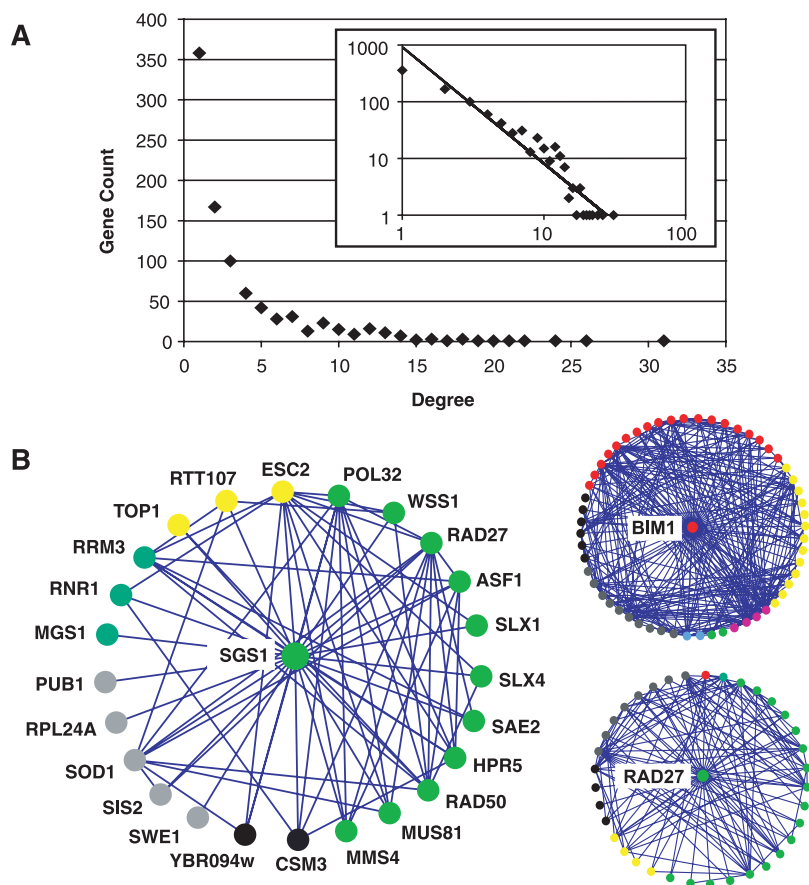 A
Gene Count
400
350
300
250
200
150
100
50
0
0 5 10 15 20 25 30 35
Degree
1000
100
10
1
1 10 100
B
ESC2
RTT107
POL32
TOP1
WSS1
RRM3
RAD27
RNR1
ASF1
MGS1
SGS1
SLX1
PUB1
SLX4
RPL24A
SAE2
SOD1
HPR5
SIS2
RAD50
SWE1
MUS81
YBR094w
CSM3
MMS4
BIM1
RAD27